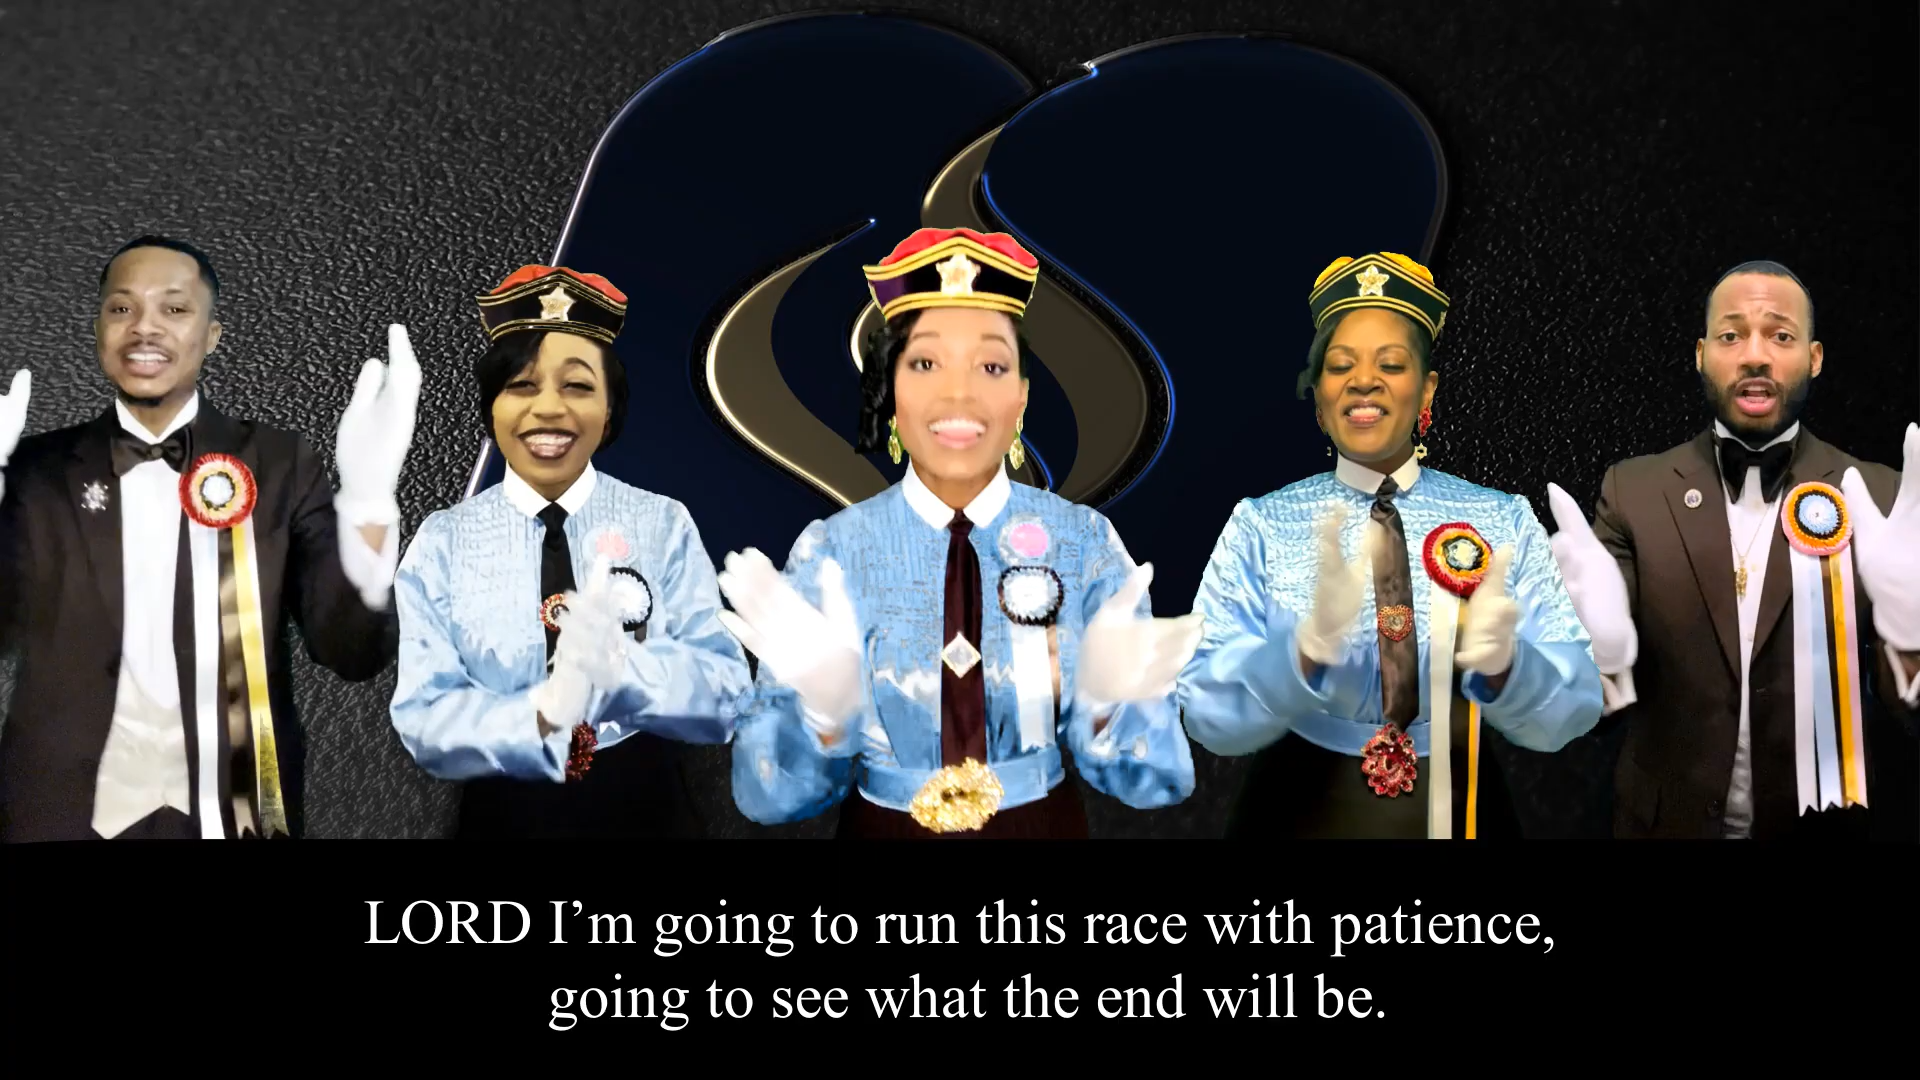 LORD I’m going to run this race with patience,
going to see what the end will be.